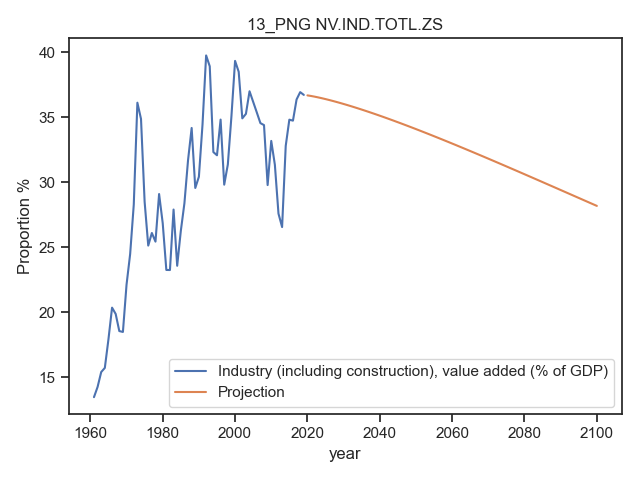 13_PNG NV.IND.TOTL.ZS
40
35
30
25
20
15
Proportion %
Industry (including construction), value added (% of GDP)
Projection
1960 1980 2000 2020 2040 2060 2080 2100
year